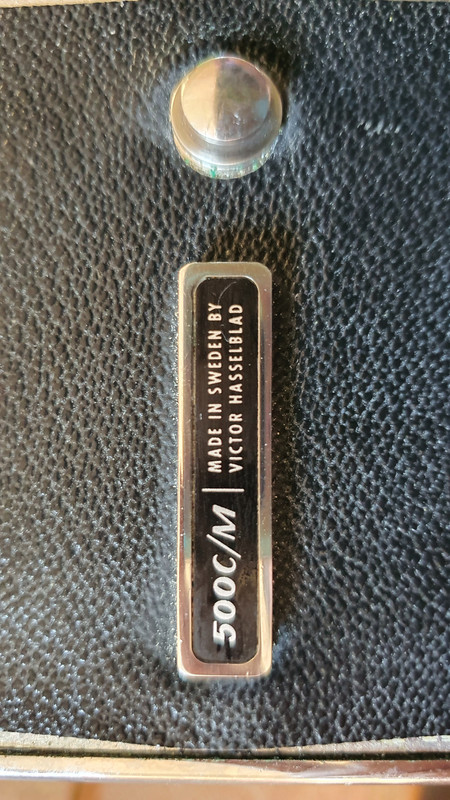 500C/M
MADE IN SWEDEN BY
VICTOR HASSELBLAD